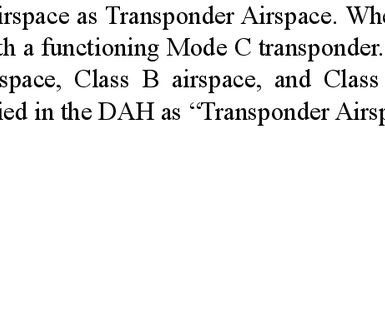 irspace as Transponder Airspace. Whe
th a functioning Mode C transponder.
space, Class B airspace, and Class
ied in the DAH as “Transponder Airsp